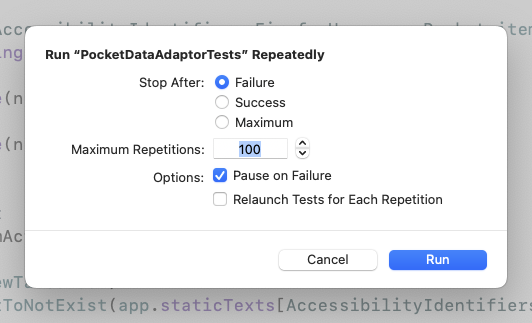 Run “PocketDataAdaptorTests” Repeatedly
Stop After: Failure
Success
Maximum
Maximum Repetitions: 100
Options: Pause on Failure
Relaunch Tests for Each Repetition
Cancel Run
tToNotExist(app.staticTexts[AccessibilityIdentifiers